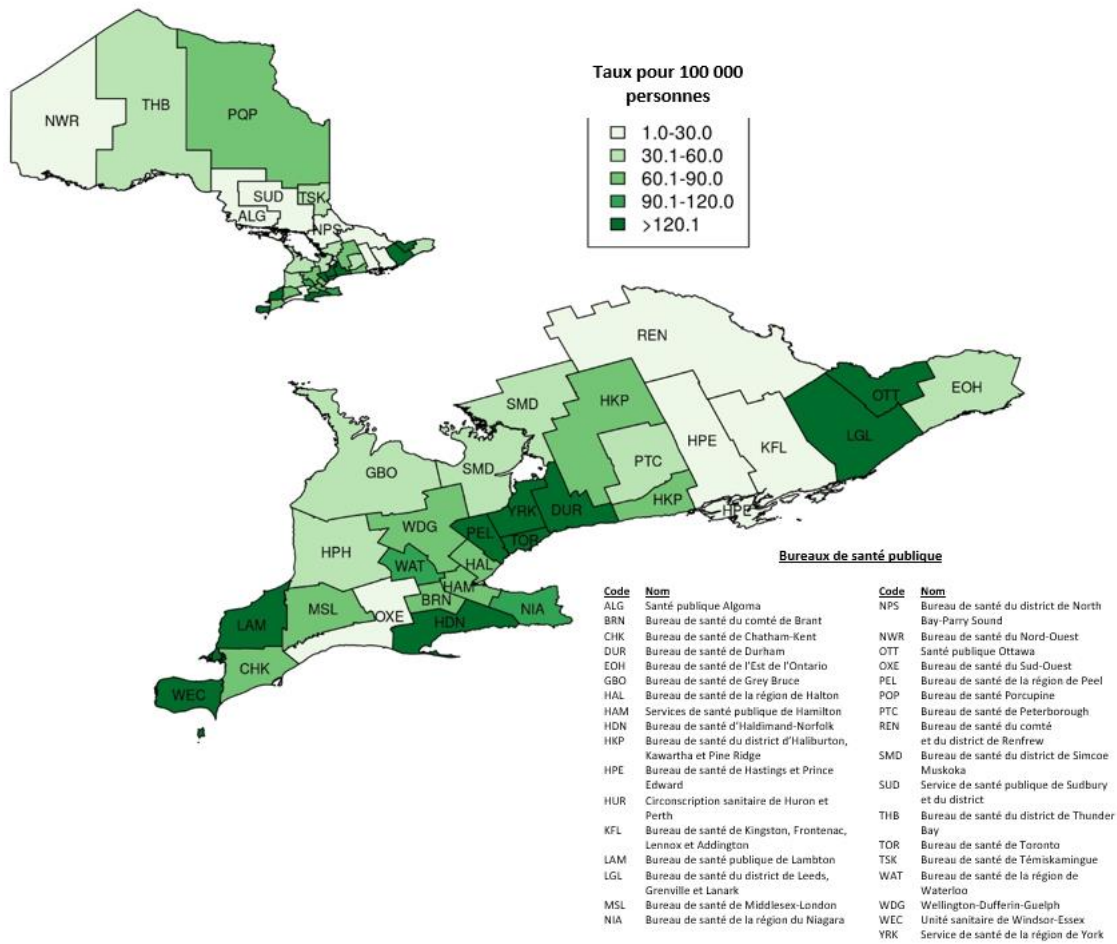 Taux pour 100 000
personnes
1.0-30.0
30.1-60.0
60.1-90.0
90.1-120.0
>120.1
NWR
THB
PQP
SUD
TSK
ALG
NPS
REN
SMD
HKP
OTT
EOH
HPE
KFL
LGL
GBO
SMD
PTC
HKP
HPE
YRK
DUR
WDG
PEL
TOR
HPH
WAT
HAL
HAM
LAM
MSL
BRN
NIA
OXE
HDN
CHK
WEC
Bureaux de santé publique
Code Nom
ALG Santé publique Algoma
BRN Bureau de santé du comté de Brant
CHK Bureau de santé de Chatham-Kent
DUR Bureau de santé de Durham
EOH Bureau de santé de l'Est de l'Ontario
GBO Bureau de santé de Grey Bruce
HAL Bureau de santé de la région de Halton
HAM Services de santé publique de Hamilton
HDN Bureau de santé d'Haldimand-Norfolk
HKP Bureau de santé du district d'Haliburton,
Kawartha et Pine Ridge
HPE Bureau de santé de Hastings et Prince
Edward
HUR Circonscription sanitaire de Huron et
Perth
KFL Bureau de santé de Kingston, Frontenac,
Lennox et Addington
LAM Bureau de santé publique de Lambton
LGL Bureau de santé du district de Leeds,
Grenville et Lanark
MSL Bureau de santé de Middlesex-London
NIA Bureau de santé de la région du Niagara
Code Nom
NPS Bureau de santé du district de North
Bay-Parry Sound
NWR Bureau de santé du Nord-Ouest
OTT Santé publique Ottawa
OXE Bureau de santé du Sud-Ouest
PEL Bureau de santé de la région de Peel
POP Bureau de santé Porcupine
PTC Bureau de santé de Peterborough
REN Bureau de santé du comté
et du district de Renfrew
SMD Bureau de santé du district de Simcoe
Muskoka
SUD Service de santé publique de Sudbury
et du district
THB Bureau de santé du district de Thunder
Bay
TOR Bureau de santé de Toronto
TSK Bureau de santé de Témiskamingue
WAT Bureau de santé de la région de
Waterloo
WDG Wellington-Dufferin-Guelph
WEC Unité sanitaire de Windsor-Essex
YRK Service de santé de la région de York